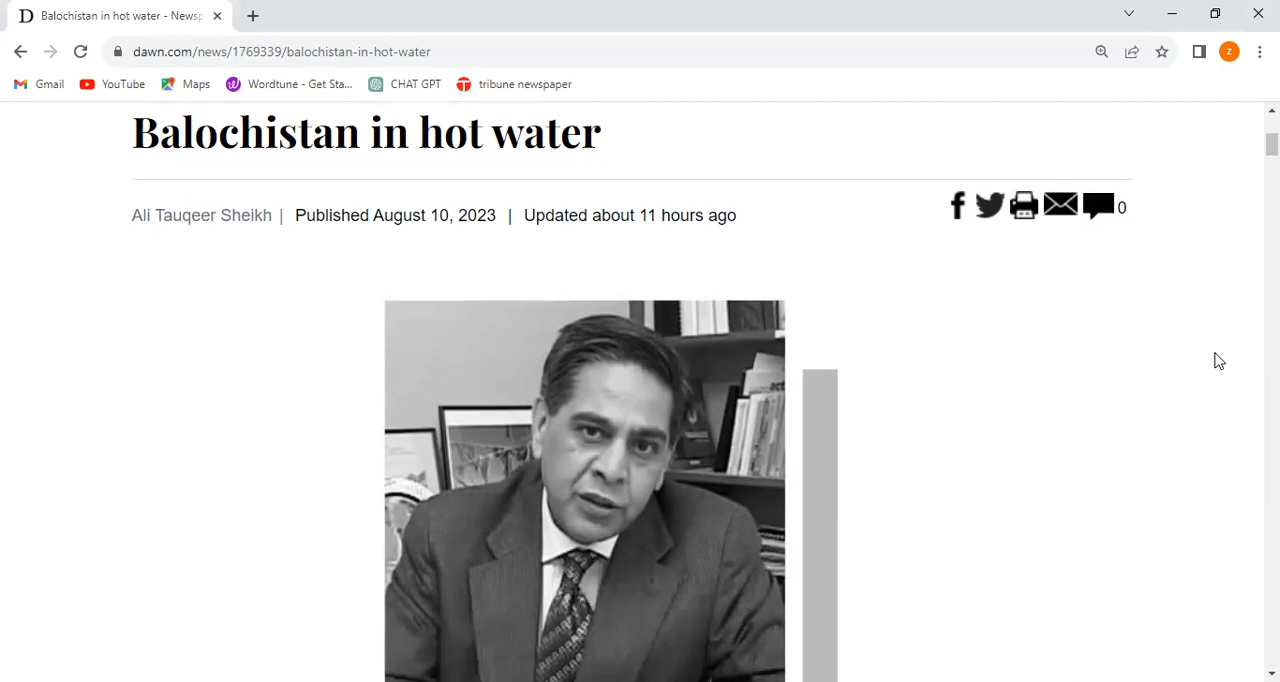 D Balochistan in hot water - Newsp
dawn.com/news/1769339/balochistan-in-hot-water
z
Gmail YouTube Maps Wordtune - Get Sta... CHAT GPT tribune newspaper
Balochistan in hot water
Ali Tauqeer Sheikh | Published August 10, 2023 | Updated about 11 hours ago
0